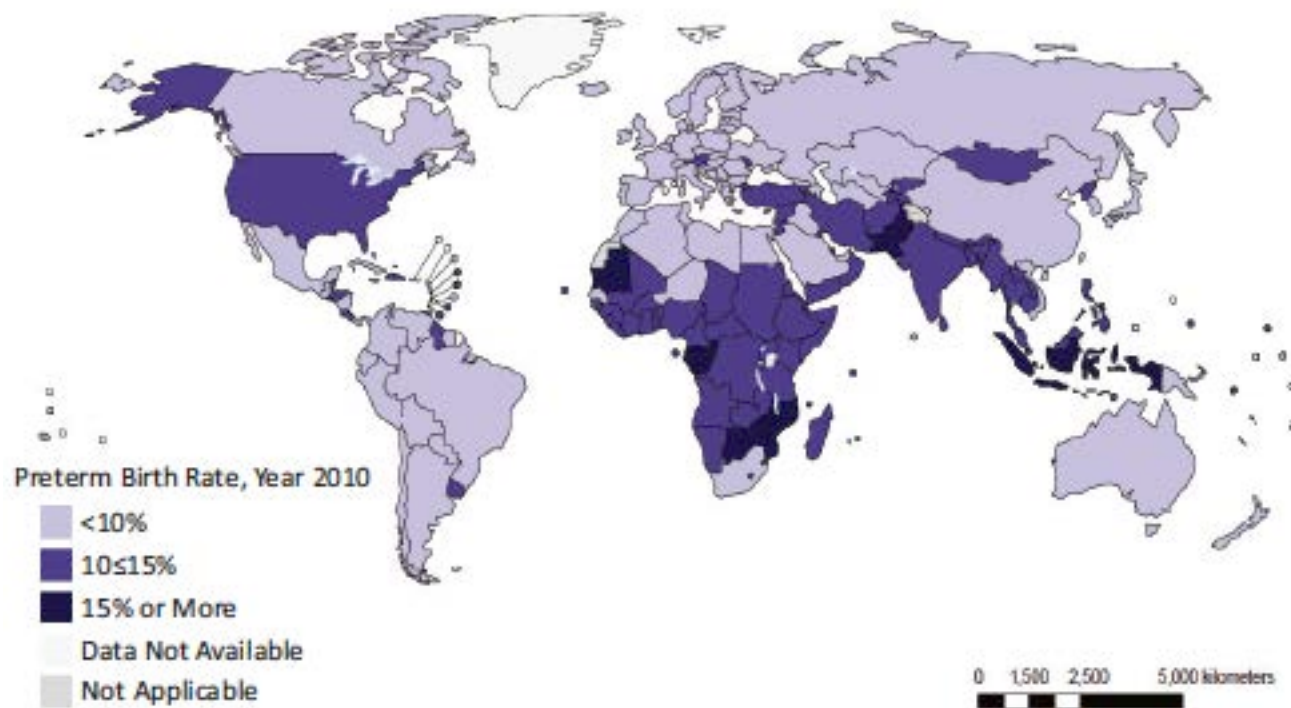 Preterm Birth Rate, Year 2010
<10%
10≤15%
15% or More
Data Not Available
Not Applicable
0 1,500 2,500 5,000 kilometers